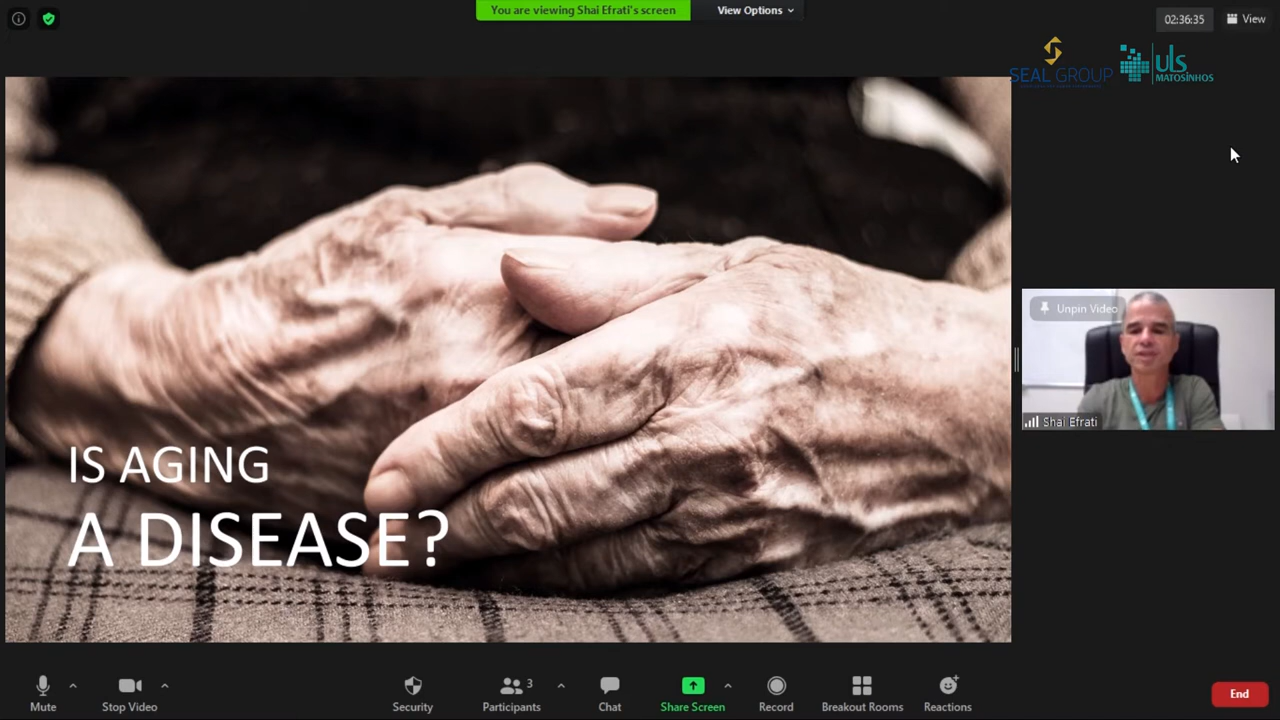 You are viewing Shai Efrati's screen
View Options
02:36:35
View
SEAL GROUP
uls
MATOSÍNHOS
IS AGING
A DISEASE?
Unpin Video
Shai Efrati
Mute
Stop Video
Security
Participants
3
Chat
Share Screen
Record
Breakout Rooms
Reactions
End